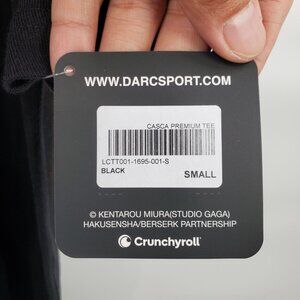 WWW.DARCSPORT.COM
CASCA PREMIUM TEE
LCTT001-1695-001-S
BLACK
SMALL
© KENTAROU MIURA(STUDIO GAGA)
HAKUSENSHA/BERSERK PARTNERSHIP
Crunchyroll